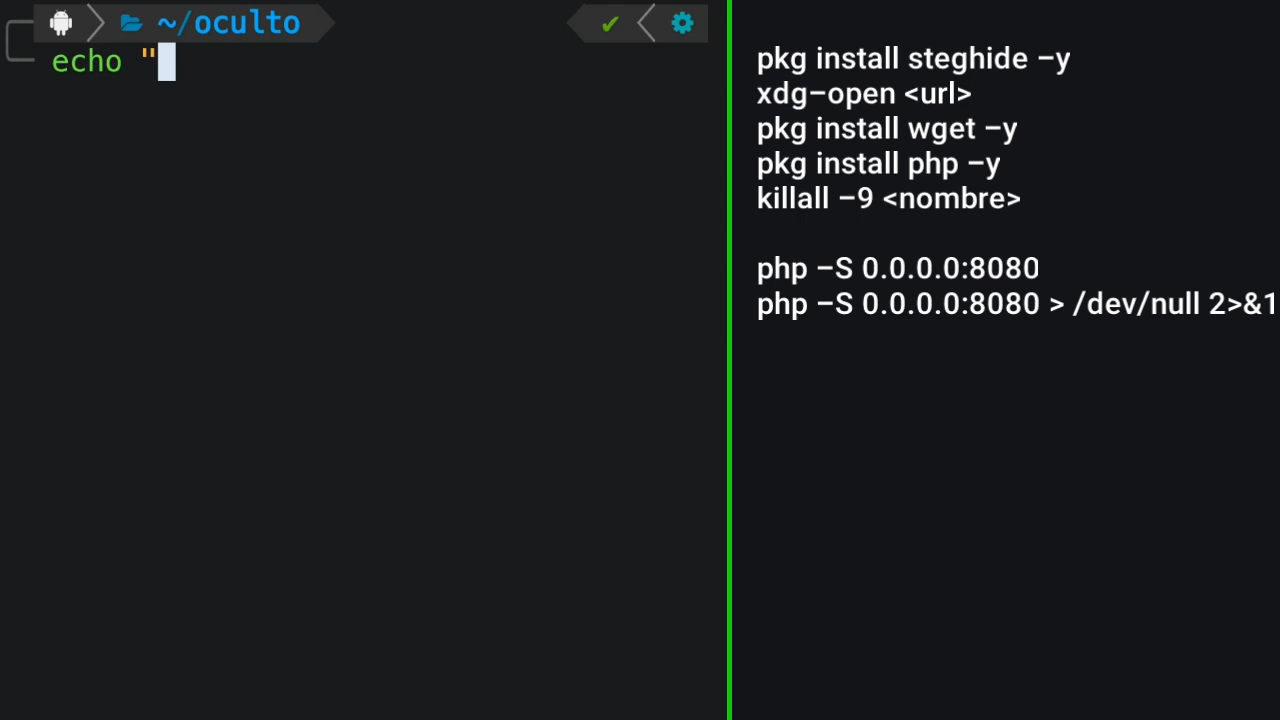 ~/oculto
echo "
pkg install steghide –y
xdg–open <url>
pkg install wget –y
pkg install php –y
killall –9 <nombre>
php –S 0.0.0.0:8080
php –S 0.0.0.0:8080 > /dev/null 2>&1